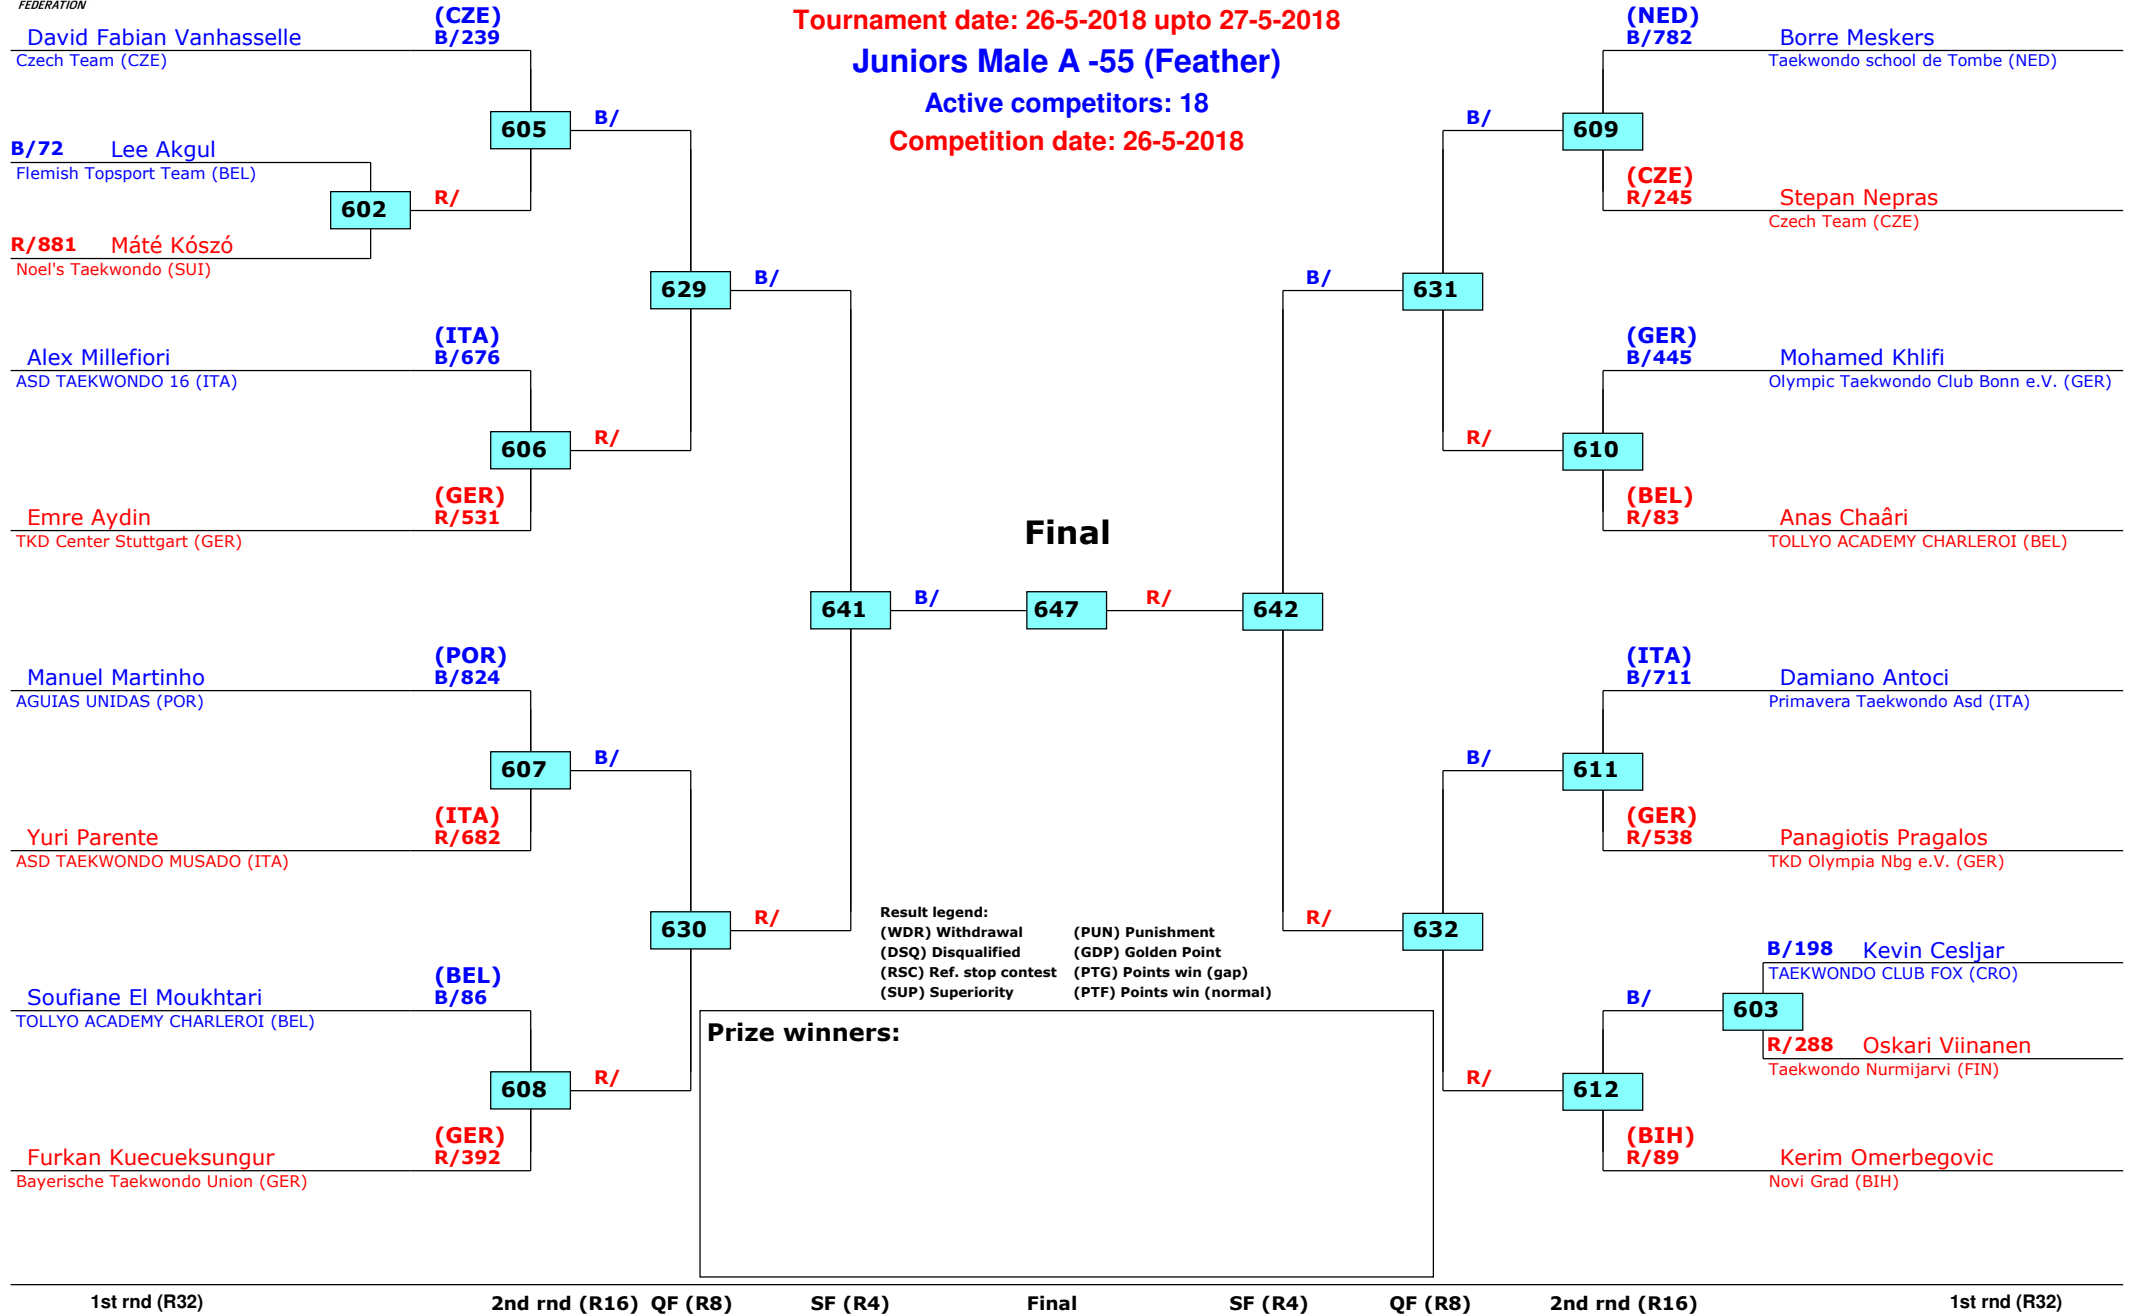 FEDERATION
Tournament date: 26-5-2018 upto 27-5-2018
Juniors Male A -55 (Feather)
Active competitors: 18
Competition date: 26-5-2018
(CZE)
David Fabian Vanhasselle B/239
Czech Team (CZE)
605
B/
B/72 Lee Akgul
Flemish Topsport Team (BEL)
602
R/
R/881 Máté Kószó
Noel's Taekwondo (SUI)
629
B/
(ITA)
Alex Millefiori B/676
ASD TAEKWONDO 16 (ITA)
606
R/
(GER)
Emre Aydin R/531
TKD Center Stuttgart (GER)
641
B/
(POR)
Manuel Martinho B/824
AGUIAS UNIDAS (POR)
607
B/
(ITA)
Yuri Parente R/682
ASD TAEKWONDO MUSADO (ITA)
630
R/
(BEL)
Soufiane El Moukhtari B/86
TOLLYO ACADEMY CHARLEROI (BEL)
608
R/
(GER)
Furkan Kuecueksungur R/392
Bayerische Taekwondo Union (GER)
Final
647
R/
642
(NED)
B/782 Borre Meskers
Taekwondo school de Tombe (NED)
B/
609
(CZE)
R/245 Stepan Nepras
Czech Team (CZE)
B/
631
(GER)
B/445 Mohamed Khlifi
Olympic Taekwondo Club Bonn e.V. (GER)
R/
610
(BEL)
R/83 Anas Chaâri
TOLLYO ACADEMY CHARLEROI (BEL)
(ITA)
B/711 Damiano Antoci
Primavera Taekwondo Asd (ITA)
B/
611
(GER)
R/538 Panagiotis Pragalos
TKD Olympia Nbg e.V. (GER)
R/
632
B/198 Kevin Cesljar
TAEKWONDO CLUB FOX (CRO)
B/
603
R/288 Oskari Viinanen
Taekwondo Nurmijarvi (FIN)
R/
612
(BIH)
R/89 Kerim Omerbegovic
Novi Grad (BIH)
Result legend:
(WDR) Withdrawal (PUN) Punishment
(DSQ) Disqualified (GDP) Golden Point
(RSC) Ref. stop contest (PTG) Points win (gap)
(SUP) Superiority (PTF) Points win (normal)
Prize winners:
1st rnd (R32) 2nd rnd (R16) QF (R8) SF (R4) Final SF (R4) QF (R8) 2nd rnd (R16) 1st rnd (R32)